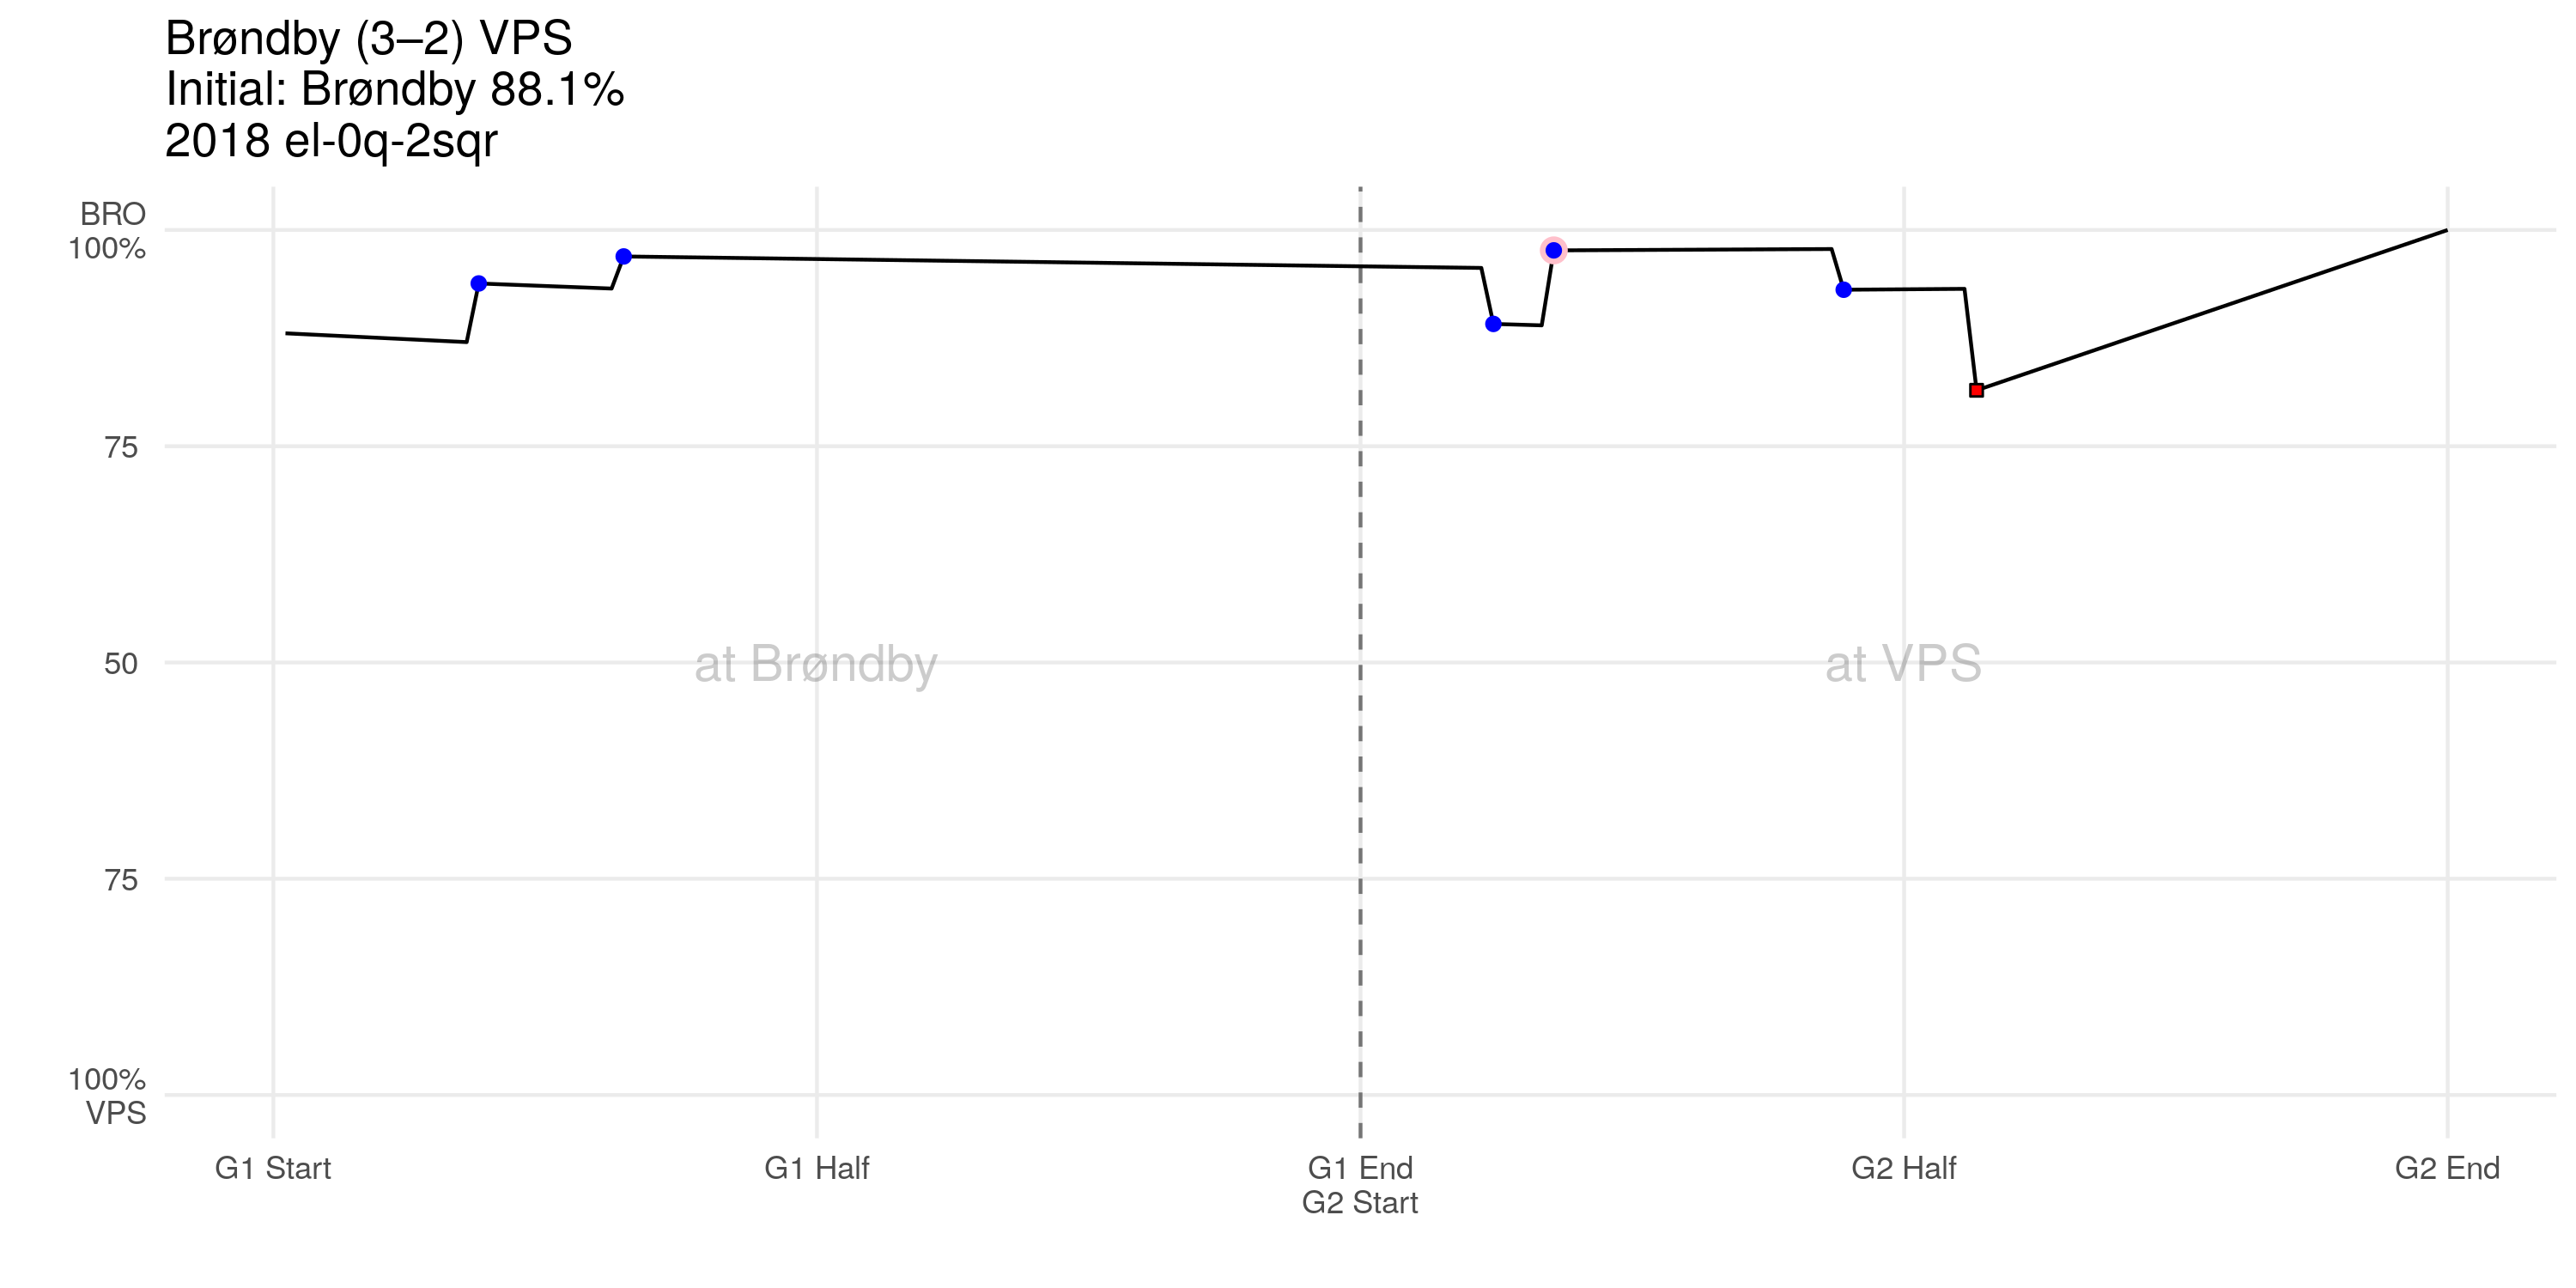 Brøndby (3–2) VPS
Initial: Brøndby 88.1%
2018 el-0q-2sqr
BRO
100%
75
50
75
100%
VPS
at Brøndby
at VPS
G1 Start
G1 Half
G1 End
G2 Start
G2 Half
G2 End